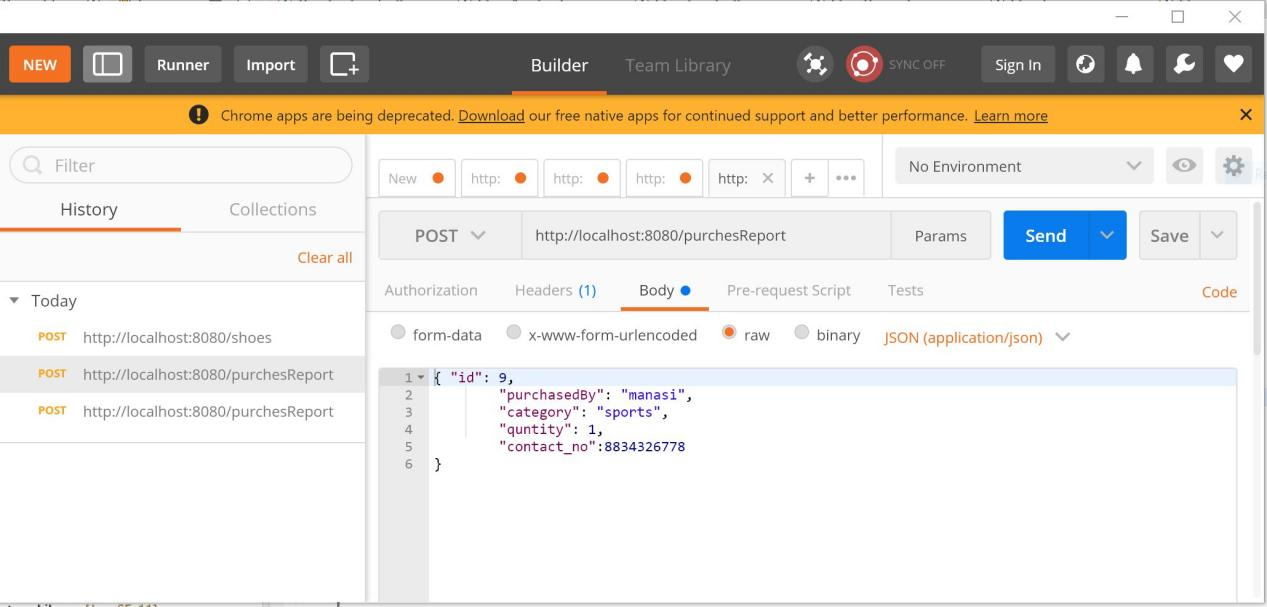 NEW Runner Import Builder Team Library SYNC OFF Sign In
Chrome apps are being deprecated. Download our free native apps for continued support and better performance. Learn more
Filter
History Collections
Clear all
Today
POST http://localhost:8080/shoes
POST http://localhost:8080/purchesReport
POST http://localhost:8080/purchesReport
New http: http: http: http: + •••
No Environment
POST http://localhost:8080/purchesReport Params Send Save
Authorization Headers (1) Body Pre-request Script Tests Code
form-data x-www-form-urlencoded raw binary JSON (application/json)
1 { "id": 9,
2 "purchasedBy": "manasi",
3 "category": "sports",
4 "quntity": 1,
5 "contact_no":8834326778
6 }